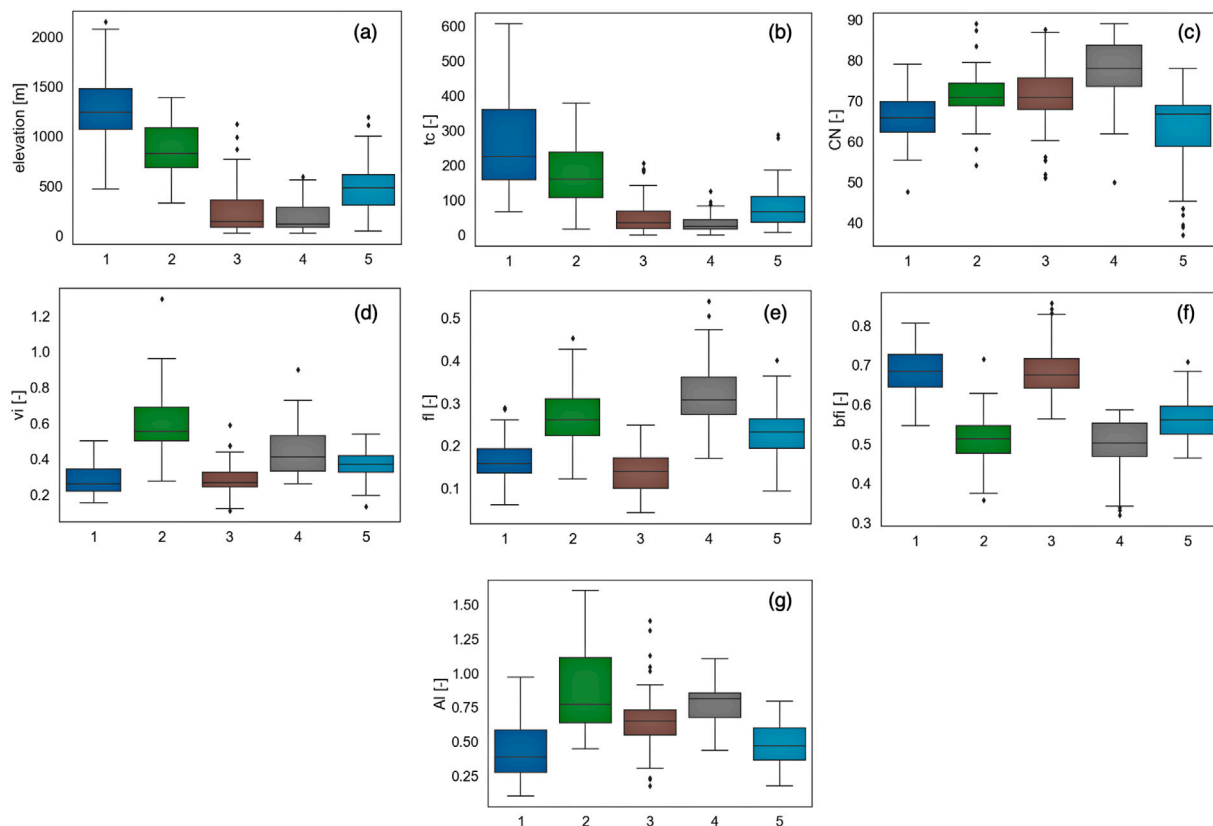 (a)
elevation [m]
2000
1500
1000
500
0
1 2 3 4 5
(b)
tc [-]
600
500
400
300
200
100
0
1 2 3 4 5
(c)
CN [-]
90
80
70
60
50
40
1 2 3 4 5
(d)
vi [-]
1.2
1.0
0.8
0.6
0.4
0.2
1 2 3 4 5
(e)
fl [-]
0.5
0.4
0.3
0.2
0.1
1 2 3 4 5
(f)
bfi [-]
0.8
0.7
0.6
0.5
0.4
0.3
1 2 3 4 5
(g)
AI [-]
1.50
1.25
1.00
0.75
0.50
0.25
1 2 3 4 5